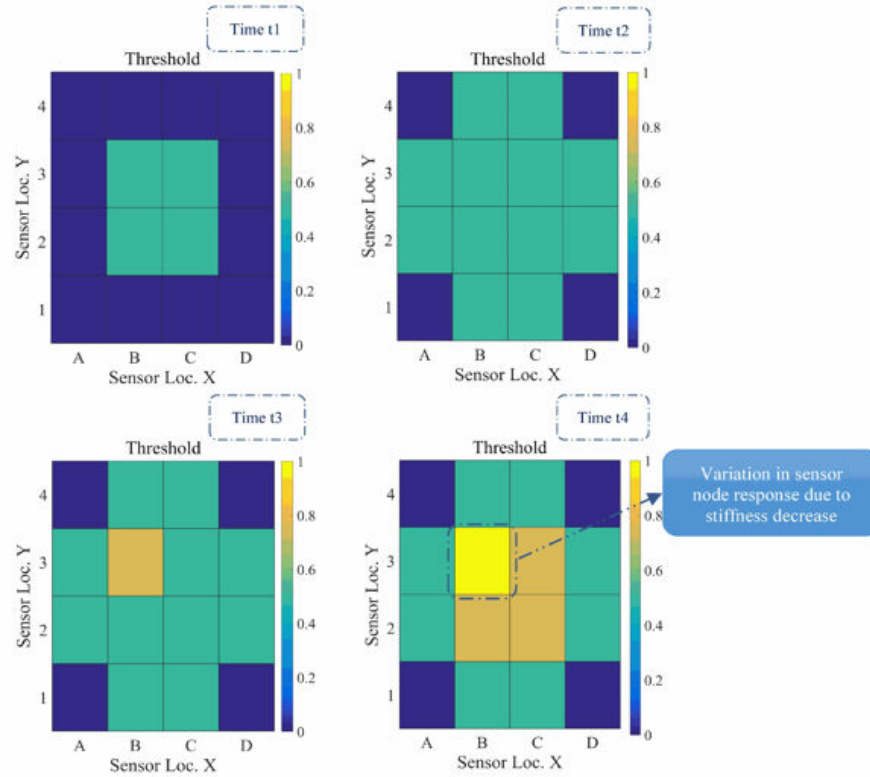 Time t1
Threshold
1
0.8
0.6
0.4
0.2
0
4
3
2
1
Sensor Loc. Y
A B C D
Sensor Loc. X
Time t2
Threshold
1
0.8
0.6
0.4
0.2
0
4
3
2
1
Sensor Loc. Y
A B C D
Sensor Loc. X
Time t3
Threshold
1
0.8
0.6
0.4
0.2
0
4
3
2
1
Sensor Loc. Y
A B C D
Sensor Loc. X
Time t4
Threshold
1
0.8
0.6
0.4
0.2
0
4
3
2
1
Sensor Loc. Y
A B C D
Sensor Loc. X
Variation in sensor
node response due to
stiffness decrease